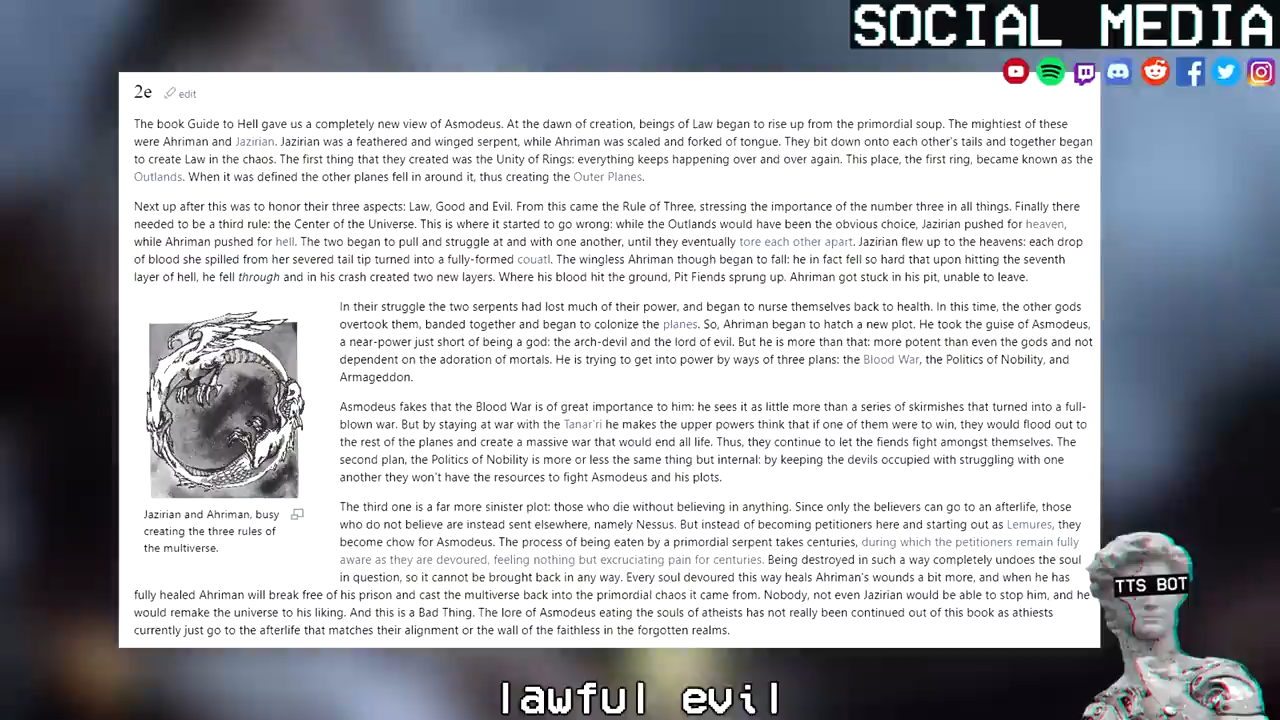 SOCIAL MEDIA
2e edit
The book Guide to Hell gave us a completely new view of Asmodeus. At the dawn of creation, beings of Law began to rise up from the primordial soup. The mightiest of these
were Ahriman and Jazirian. Jazirian was a feathered and winged serpent, while Ahriman was scaled and forked of tongue. They bit down onto each other's tails and together began
to create Law in the chaos. The first thing that they created was the Unity of Rings: everything keeps happening over and over again. This place, the first ring, became known as the
Outlands. When it was defined the other planes fell in around it, thus creating the Outer Planes.
Next up after this was to honor their three aspects: Law, Good and Evil. From this came the Rule of Three, stressing the importance of the number three in all things. Finally there
needed to be a third rule: the Center of the Universe. This is where it started to go wrong: while the Outlands would have been the obvious choice, Jazirian pushed for heaven,
while Ahriman pushed for hell. The two began to pull and struggle at and with one another, until they eventually tore each other apart. Jazirian flew up to the heavens: each drop
of blood she spilled from her severed tail tip turned into a fully-formed couatl. The wingless Ahriman though began to fall: he in fact fell so hard that upon hitting the seventh
layer of hell, he fell through and in his crash created two new layers. Where his blood hit the ground, Pit Fiends sprung up. Ahriman got stuck in his pit, unable to leave.
In their struggle the two serpents had lost much of their power, and began to nurse themselves back to health. In this time, the other gods
overtook them, banded together and began to colonize the planes. So, Ahriman began to hatch a new plot. He took the guise of Asmodeus,
a near-power just short of being a god: the arch-devil and the lord of evil. But he is more than that: more potent than even the gods and not
dependent on the adoration of mortals. He is trying to get into power by ways of three plans: the Blood War, the Politics of Nobility, and
Armageddon.
Asmodeus fakes that the Blood War is of great importance to him: he sees it as little more than a series of skirmishes that turned into a full-
blown war. But by staying at war with the Tanar'ri he makes the upper powers think that if one of them were to win, they would flood out to
the rest of the planes and create a massive war that would end all life. Thus, they continue to let the fiends fight amongst themselves. The
second plan, the Politics of Nobility is more or less the same thing but internal: by keeping the devils occupied with struggling with one
another they won't have the resources to fight Asmodeus and his plots.
Jazirian and Ahriman, busy
creating the three rules of
the multiverse.
The third one is a far more sinister plot: those who die without believing in anything. Since only the believers can go to an afterlife, those
who do not believe are instead sent elsewhere, namely Nessus. But instead of becoming petitioners here and starting out as Lemures, they
become chow for Asmodeus. The process of being eaten by a primordial serpent takes centuries, during which the petitioners remain fully
aware as they are devoured, feeling nothing but excruciating pain for centuries. Being destroyed in such a way completely undoes the soul
in question, so it cannot be brought back in any way. Every soul devoured this way heals Ahriman's wounds a bit more, and when he has
fully healed Ahriman will break free of his prison and cast the multiverse back into the primordial chaos it came from. Nobody, not even Jazirian would be able to stop him, and he
would remake the universe to his liking. And this is a Bad Thing. The lore of Asmodeus eating the souls of atheists has not really been continued out of this book as athiests
currently just go to the afterlife that matches their alignment or the wall of the faithless in the forgotten realms.
TTS BOT
lawful evil